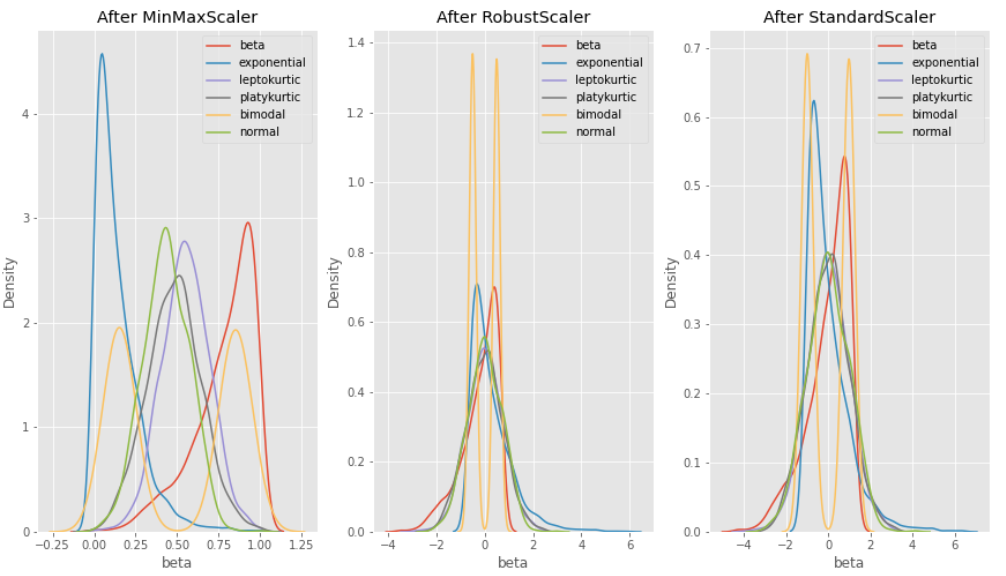 After MinMaxScaler
beta
exponential
leptokurtic
platykurtic
bimodal
normal
Density
4
3
2
1
0
−0.25 0.00 0.25 0.50 0.75 1.00 1.25
beta
After RobustScaler
beta
exponential
leptokurtic
platykurtic
bimodal
normal
Density
1.4
1.2
1.0
0.8
0.6
0.4
0.2
0.0
−4 −2 0 2 4 6
beta
After StandardScaler
beta
exponential
leptokurtic
platykurtic
bimodal
normal
Density
0.7
0.6
0.5
0.4
0.3
0.2
0.1
0.0
−4 −2 0 2 4 6
beta